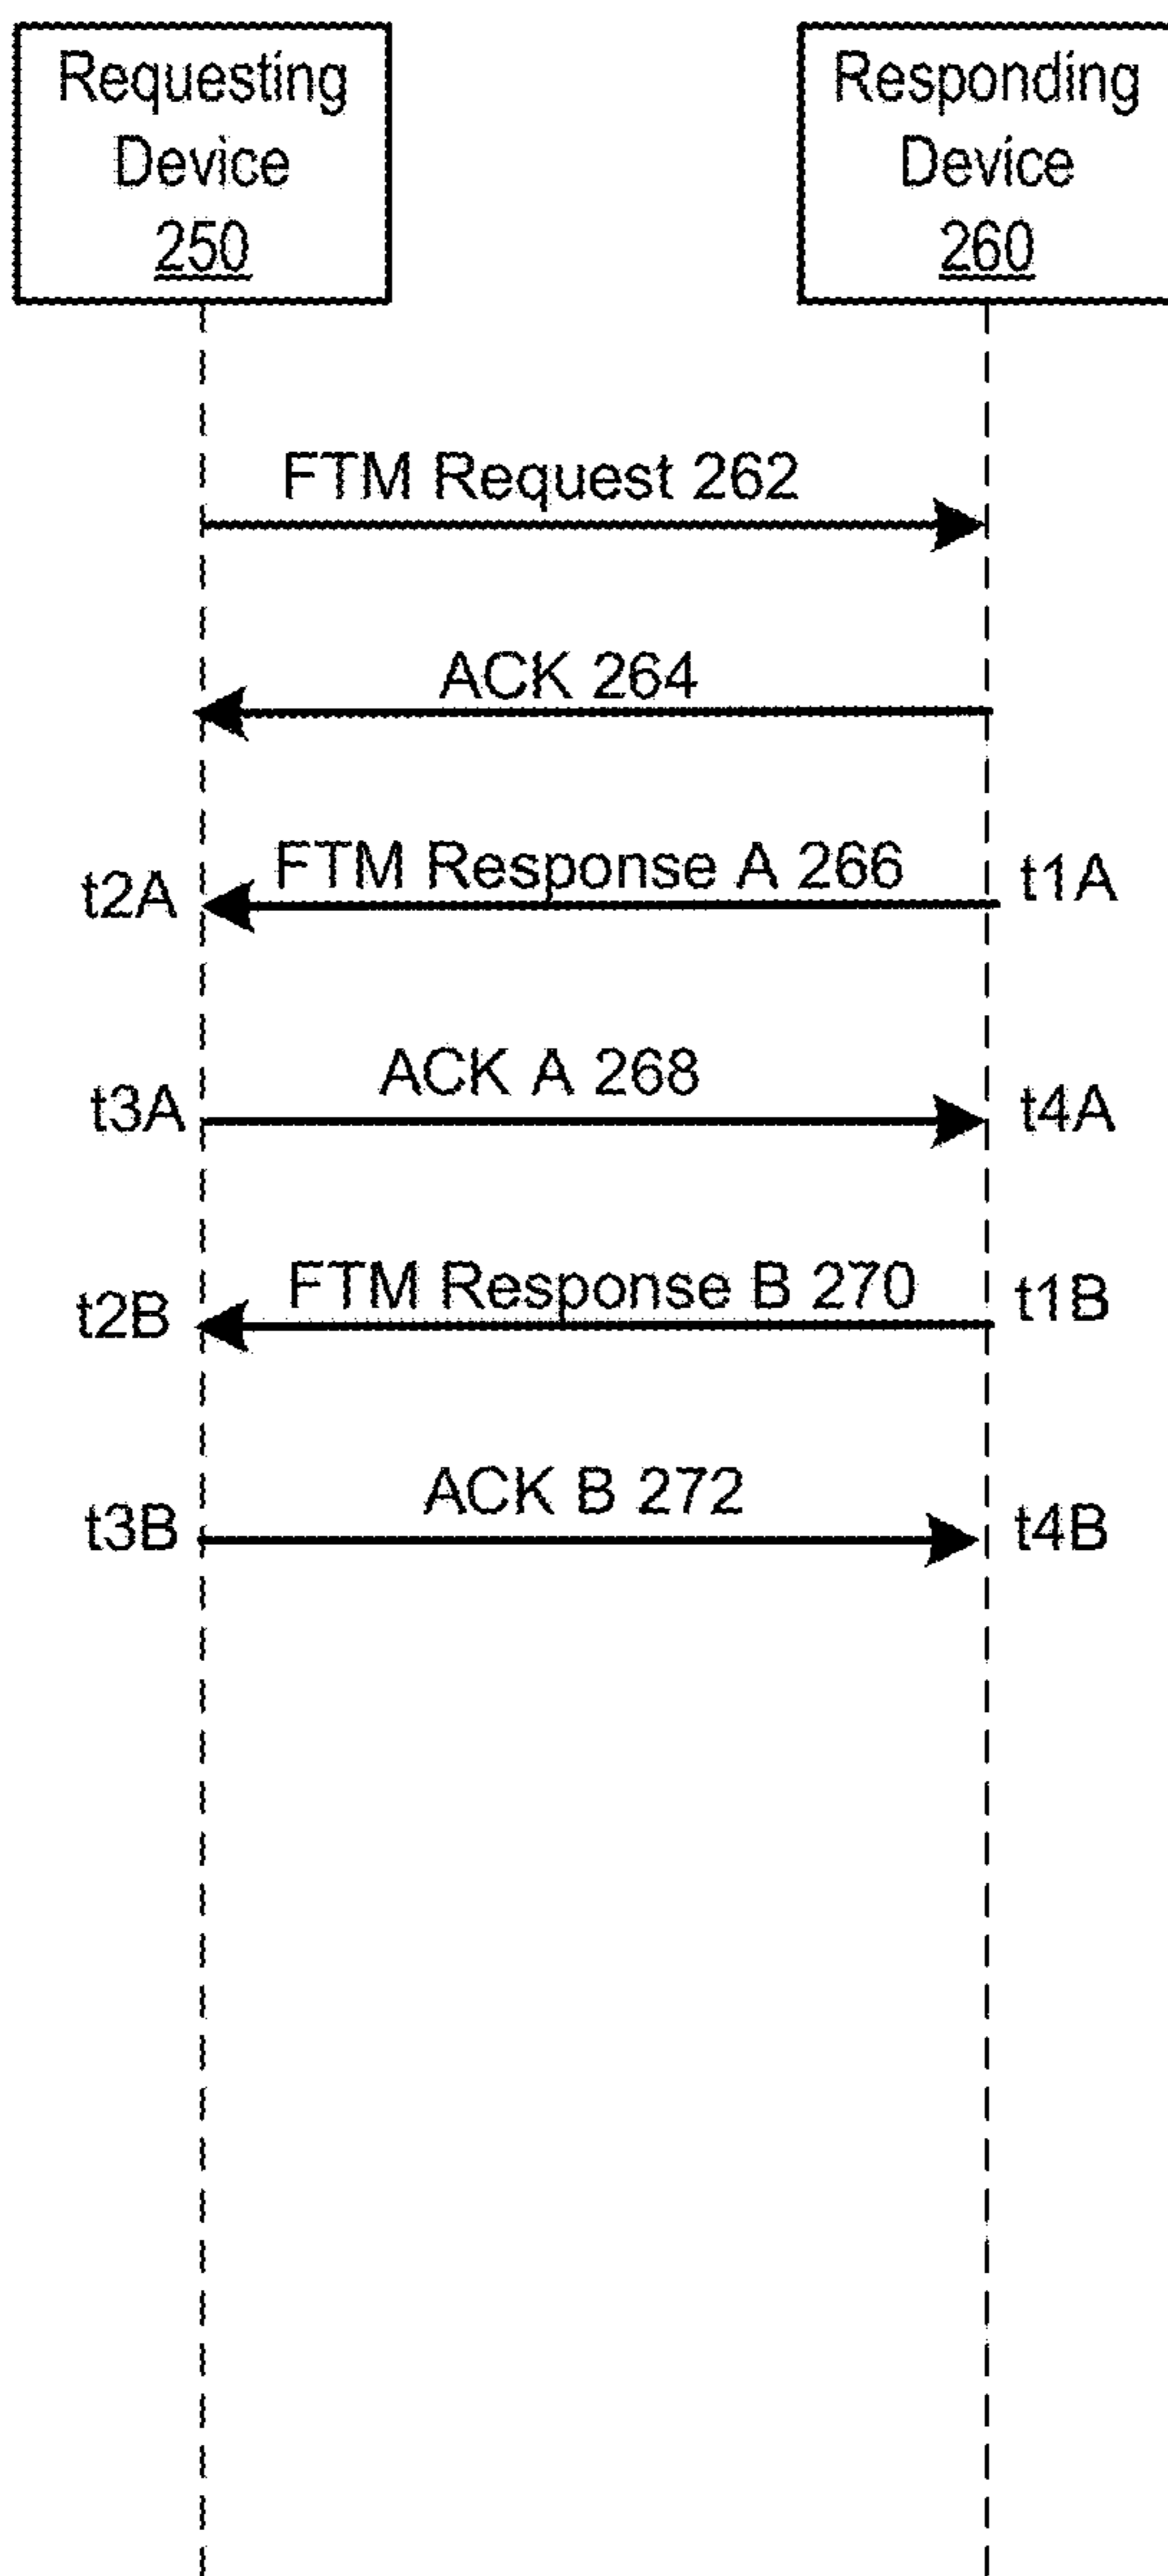 Requesting
Device
250
Responding
Device
260
FTM Request 262
ACK 264
FTM Response A 266
t2A
t1A
ACK A 268
t3A
t4A
FTM Response B 270
t2B
t1B
ACK B 272
t3B
t4B